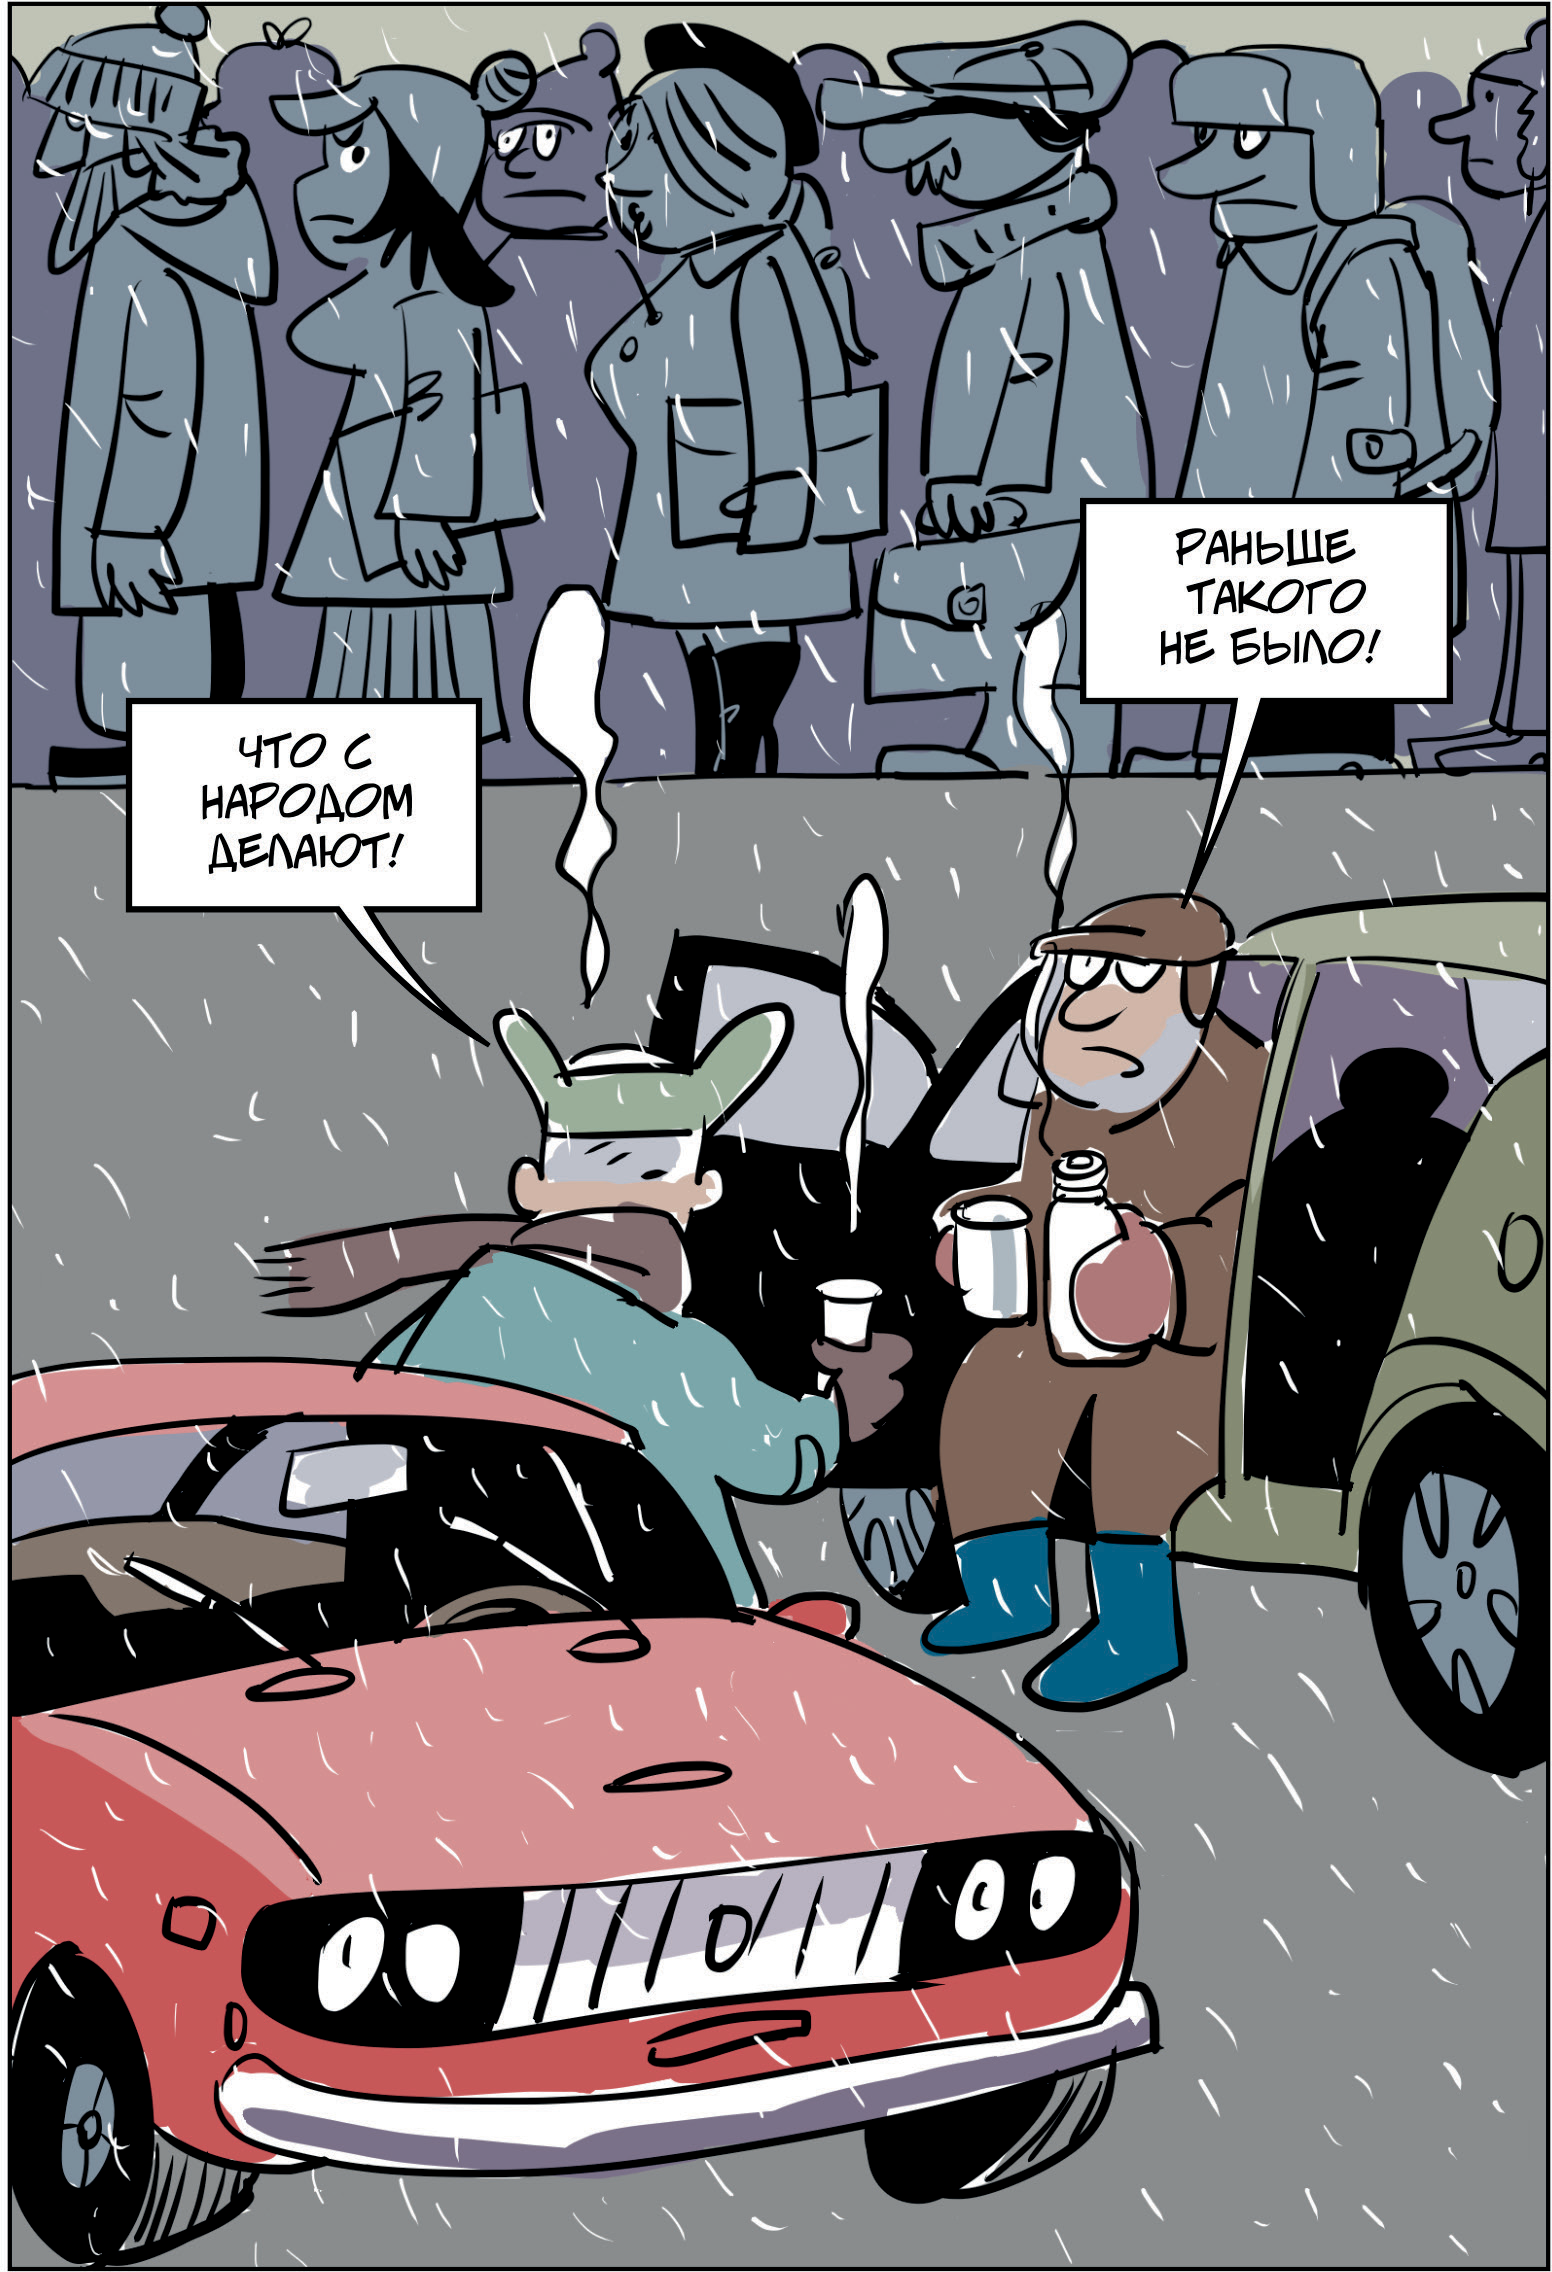 РАНЬШЕ
ТАКОГО
НЕ БЫЛО!
ЧТО С
НАРОДОМ
ДЕЛАЮТ!